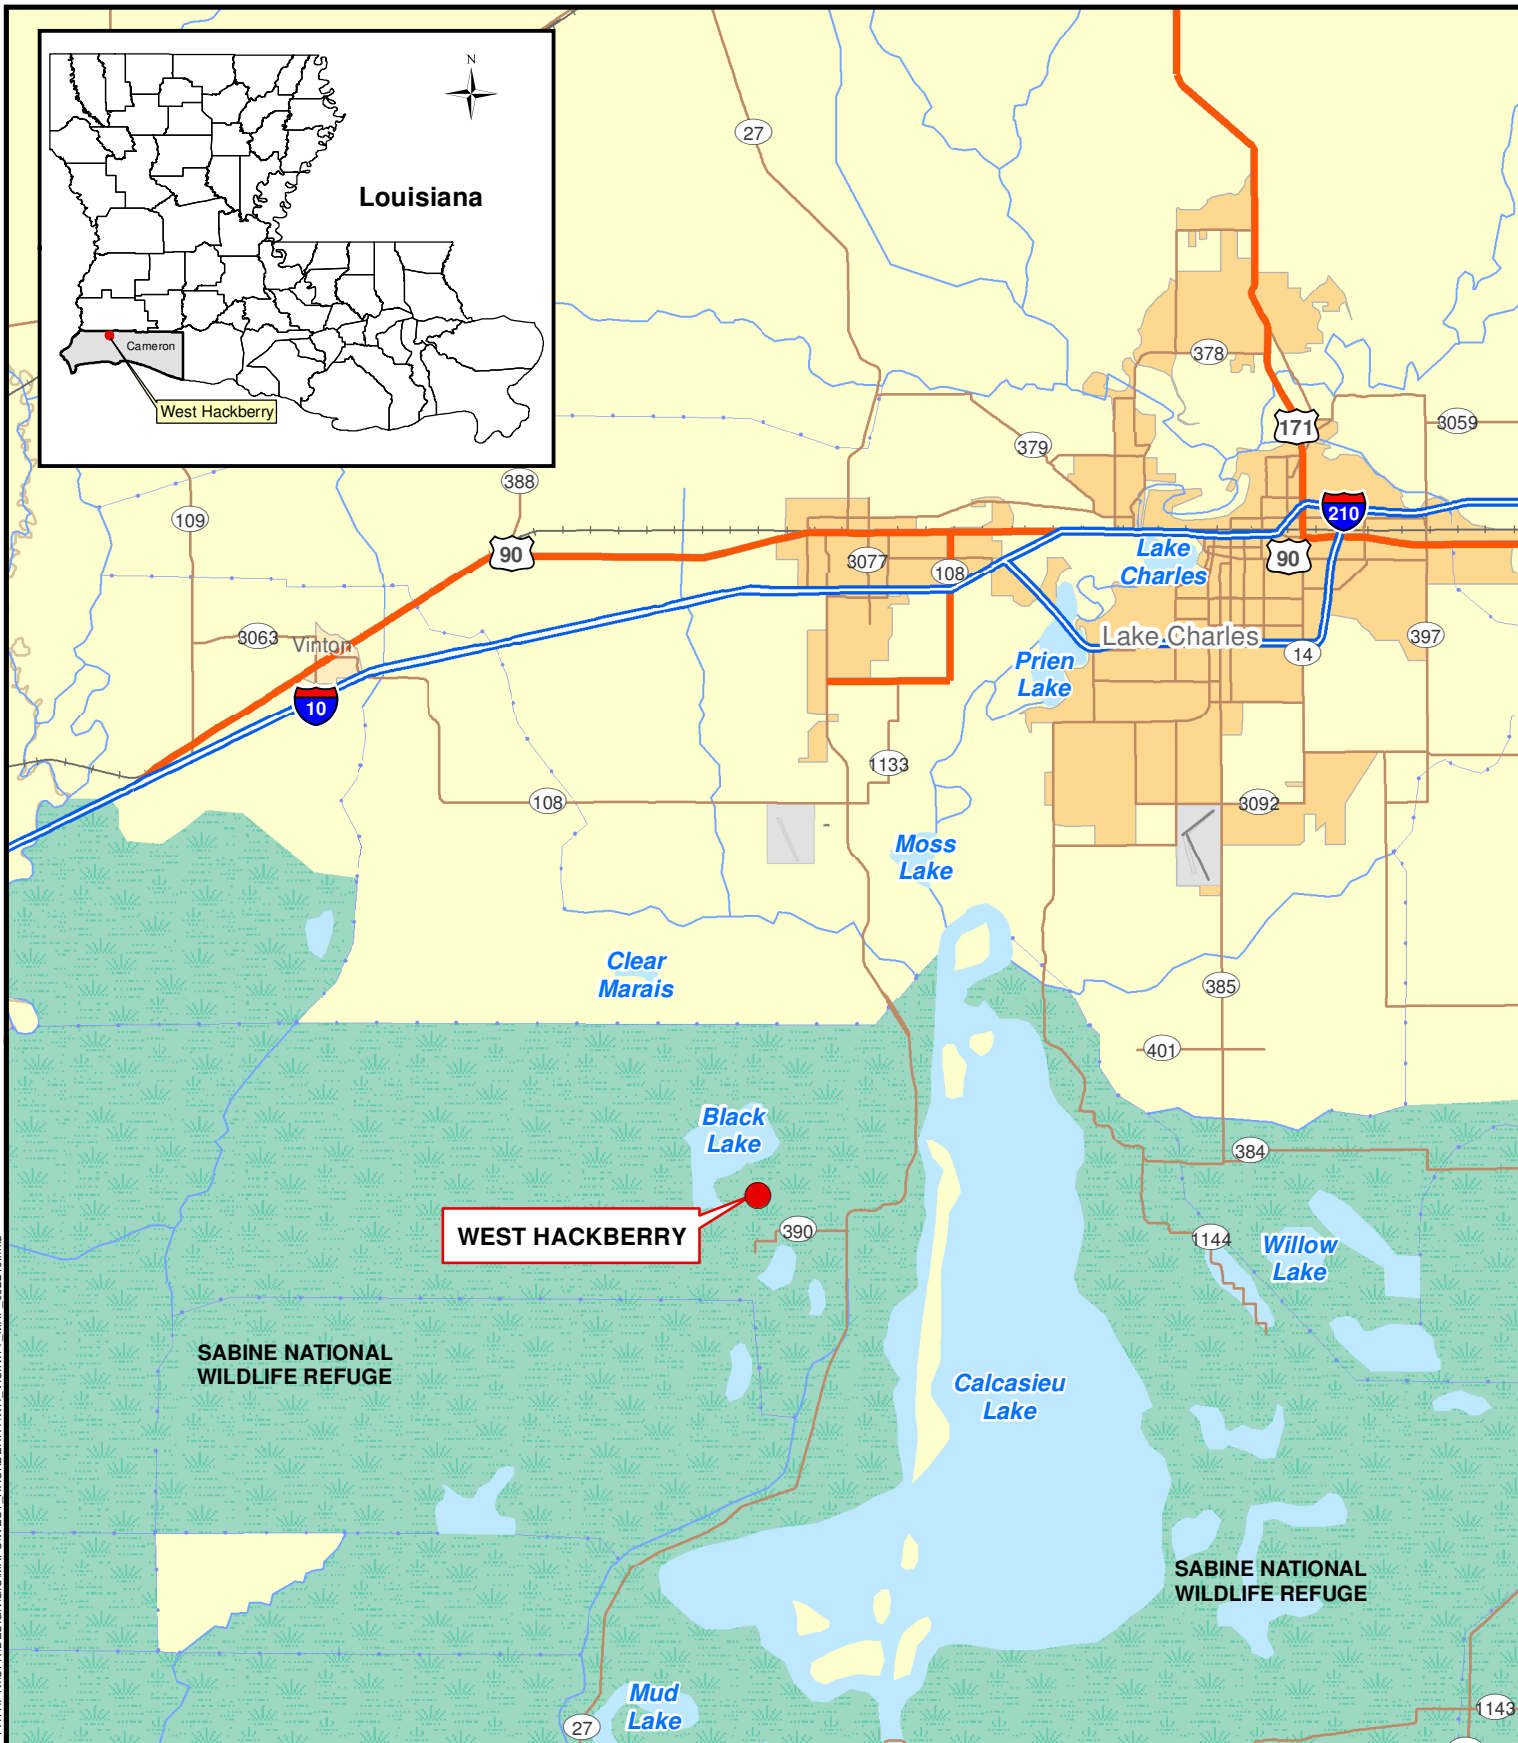 N
Louisiana
Cameron
West Hackberry
27
378
171
3059
379
388
109
210
90
90
Lake
Charles
3077
108
3063
Vinton
Lake Charles
397
14
Prien
Lake
10
1133
108
3092
Moss
Lake
Clear
Marais
385
401
Black
Lake
384
WEST HACKBERRY
390
1144
Willow
Lake
SABINE NATIONAL
WILDLIFE REFUGE
Calcasieu
Lake
SABINE NATIONAL
WILDLIFE REFUGE
Mud
Lake
27
1143